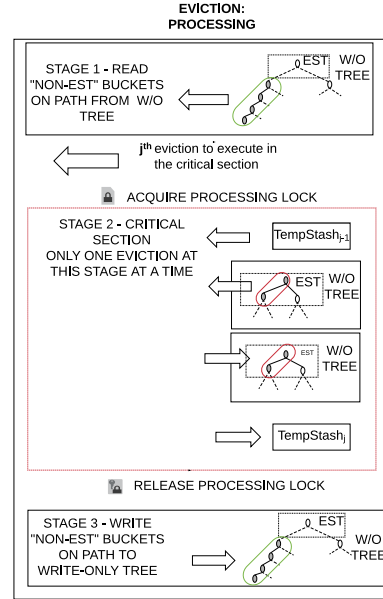 EVICTION:
PROCESSING
EST W/O
TREE
STAGE 1 - READ
"NON-EST" BUCKETS
ON PATH FROM W/O
TREE
jth eviction to execute in
the critical section
ACQUIRE PROCESSING LOCK
STAGE 2 - CRITICAL
SECTION
ONLY ONE EVICTION AT
THIS STAGE AT A TIME
TempStashj-1
EST W/O
TREE
EST W/O
TREE
TempStashj
RELEASE PROCESSING LOCK
STAGE 3 - WRITE
"NON-EST" BUCKETS
ON PATH TO
WRITE-ONLY TREE
EST W/O
TREE